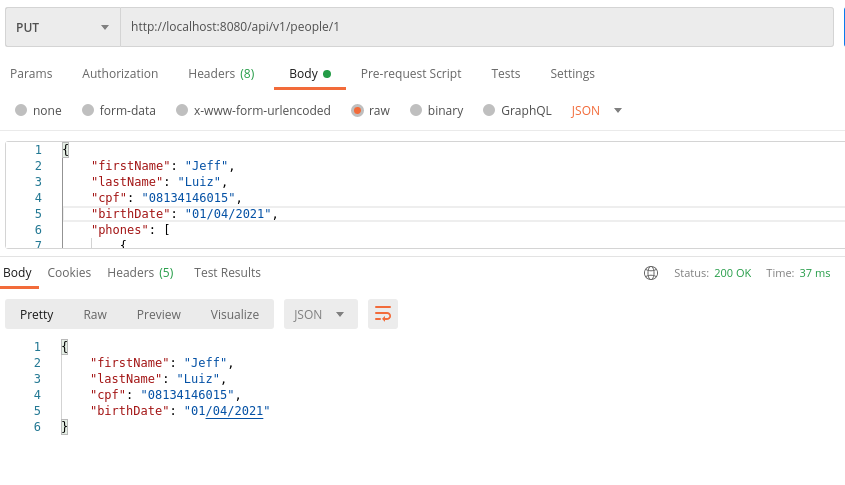 PUT http://localhost:8080/api/v1/people/1
Params Authorization Headers (8) Body Pre-request Script Tests Settings
none form-data x-www-form-urlencoded raw binary GraphQL JSON
1 {
2 "firstName": "Jeff",
3 "lastName": "Luiz",
4 "cpf": "08134146015",
5 "birthDate": "01/04/2021",
6 "phones": [
7 {
Body Cookies Headers (5) Test Results Status: 200 OK Time: 37 ms
Pretty Raw Preview Visualize JSON
1 {
2 "firstName": "Jeff",
3 "lastName": "Luiz",
4 "cpf": "08134146015",
5 "birthDate": "01/04/2021"
6 }